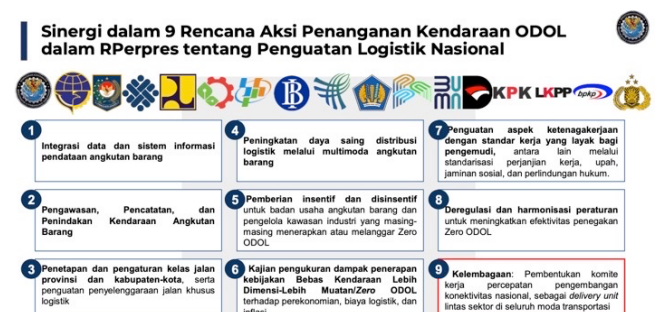 Sinergi dalam 9 Rencana Aksi Penanganan Kendaraan ODOL
dalam RPerpres tentang Penguatan Logistik Nasional
BUMN
KPK
LKPP
bpkp
1
Integrasi data dan sistem informasi
pendataan angkutan barang
2
Pengawasan, Pencatatan, dan
Penindakan Kendaraan Angkutan
Barang
3
Penetapan dan pengaturan kelas jalan
provinsi dan kabupaten-kota, serta
penguatan penyelenggaraan jalan khusus
logistik
4
Peningkatan daya saing distribusi
logistik melalui multimoda angkutan
barang
5
Pemberian insentif dan disinsentif
untuk badan usaha angkutan barang dan
pengelola kawasan industri yang masing-
masing menerapkan atau melanggar Zero
ODOL
6
Kajian pengukuran dampak penerapan
kebijakan Bebas Kendaraan Lebih
Dimensi-Lebih Muatan/Zero ODOL
terhadap perekonomian, biaya logistik, dan
inflasi
7
Penguatan aspek ketenagakerjaan
dengan standar kerja yang layak bagi
pengemudi, antara lain melalui
standarisasi perjanjian kerja, upah,
jaminan sosial, dan perlindungan hukum.
8
Deregulasi dan harmonisasi peraturan
untuk meningkatkan efektivitas penegakan
Zero ODOL
9
Kelembagaan: Pembentukan komite
kerja percepatan pengembangan
konektivitas nasional, sebagai delivery unit
lintas sektor di seluruh moda transportasi